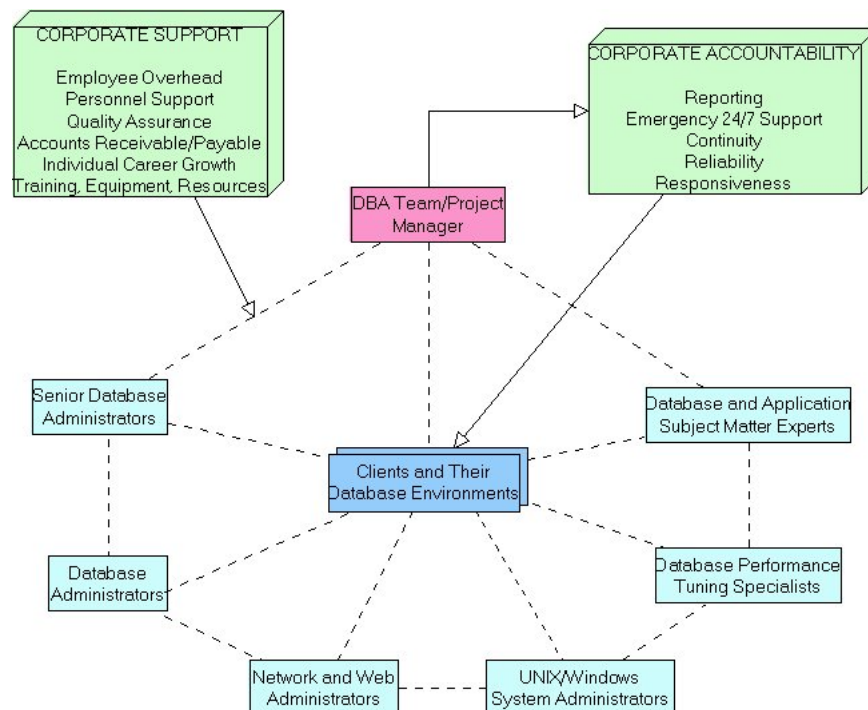 CORPORATE SUPPORT
Employee Overhead
Personnel Support
Quality Assurance
Accounts Receivable/Payable
Individual Career Growth
Training, Equipment, Resources
CORPORATE ACCOUNTABILITY
Reporting
Emergency 24/7 Support
Continuity
Reliability
Responsiveness
DBA Team/Project
Manager
Senior Database
Administrators
Database and Application
Subject Matter Experts
Clients and Their
Database Environments
Database
Administrators
Database Performance
Tuning Specialists
Network and Web
Administrators
UNIX/Windows
System Administrators